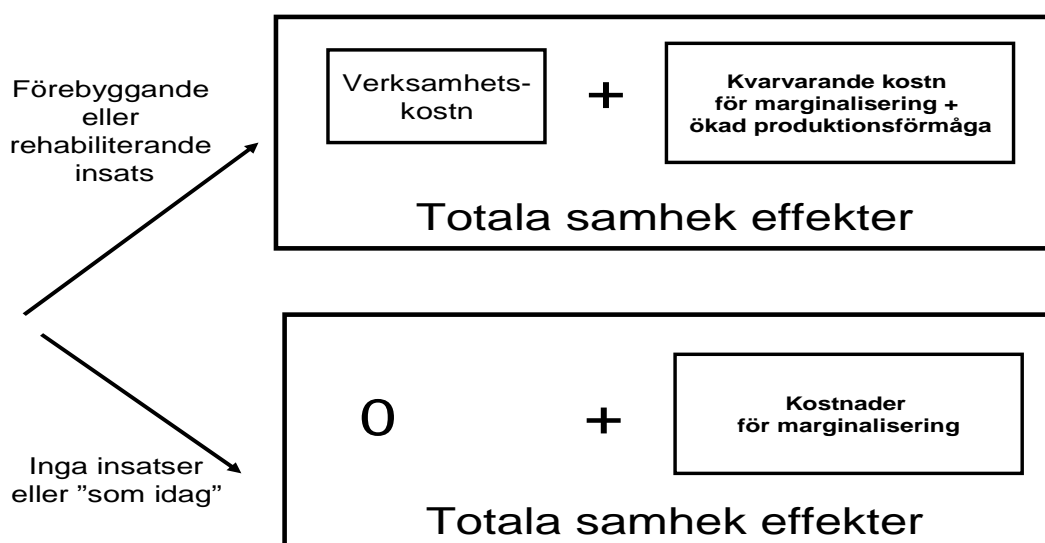 Förebyggande
eller
rehabiliterande
insats
Verksamhets-
kostn
+
Kvarvarande kostn
för marginalisering +
ökad produktionsförmåga
Totala samhek effekter
Inga insatser
eller ”som idag”
0
+
Kostnader
för marginalisering
Totala samhek effekter